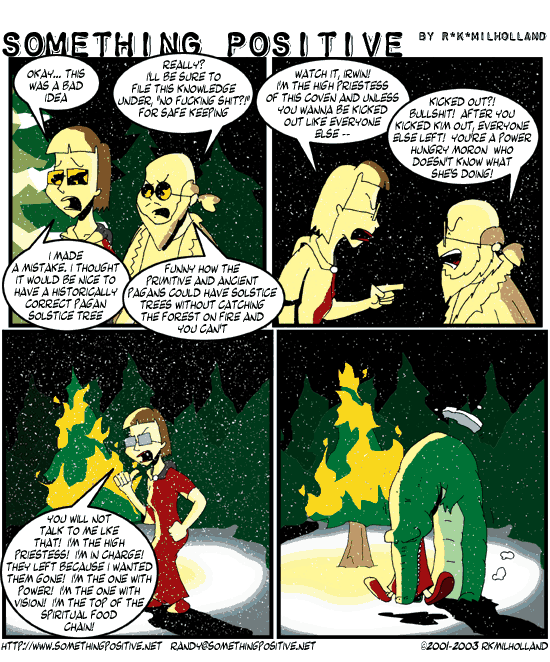 SOMETHING POSITIVE
BY R*K*MILHOLLAND
OKAY... THIS
WAS A BAD
IDEA
REALLY?
I'LL BE SURE TO
FILE THIS KNOWLEDGE
UNDER, "NO FUCKING SHIT?!"
FOR SAFE KEEPING
I MADE
A MISTAKE. I THOUGHT
IT WOULD BE NICE TO
HAVE A HISTORICALLY
CORRECT PAGAN
SOLSTICE TREE
FUNNY HOW THE
PRIMITIVE AND ANCIENT
PAGANS COULD HAVE SOLSTICE
TREES WITHOUT CATCHING
THE FOREST ON FIRE AND
YOU CAN'T
WATCH IT, IRWIN!
I'M THE HIGH PRIESTESS
OF THIS COVEN AND UNLESS
YOU WANNA BE KICKED
OUT LIKE EVERYONE
ELSE --
KICKED OUT?!
BULLSHIT! AFTER YOU
KICKED KIM OUT, EVERYONE
ELSE LEFT! YOU'RE A POWER
HUNGRY MORON WHO
DOESN'T KNOW WHAT
SHE'S DOING!
YOU WILL NOT
TALK TO ME LKE
THAT! I'M THE HIGH
PRIESTESS! I'M IN CHARGE!
THEY LEFT BECAUSE I WANTED
THEM GONE! I'M THE ONE WITH
POWER! I'M THE ONE WITH
VISION! I'M THE TOP OF THE
SPIRITUAL FOOD
CHAIN!
HTTP://WWW.SOMETHINGPOSITIVE.NET RANDY@SOMETHINGPOSITIVE.NET ©2001-2003 RKMILHOLLAND